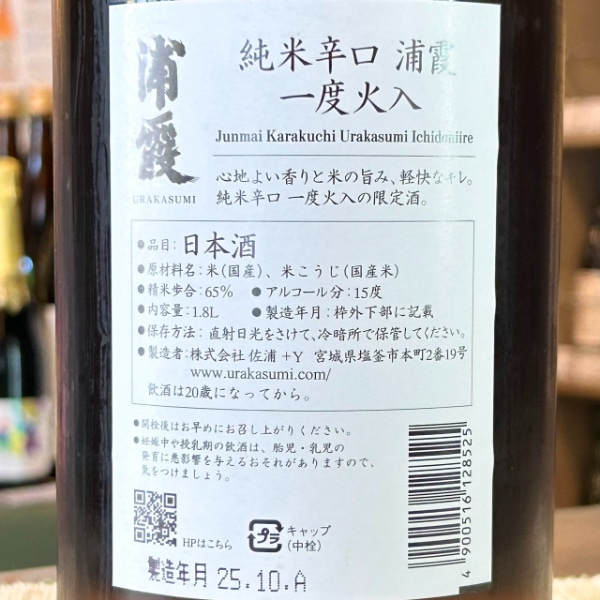 浦霞
URAKASUMI
純米辛口 浦霞
一度火入
Junmai Karakuchi Urakasumi Ichidohiire
心地よい香りと米の旨み、軽快なキレ。
純米辛口 一度火入の限定酒。
●品目：日本酒
●原材料名：米（国産）、米こうじ（国産米）
●精米歩合：65% ●アルコール分：15度
●内容量：1.8L ●製造年月：枠外下部に記載
●保存方法：直射日光をさけて、冷暗所で保管してください。
●製造者：株式会社 佐浦 +Y 宮城県塩釜市本町2番19号
www.urakasumi.com/
飲酒は20歳になってから。
●開栓後はお早めにお召し上がりください。
●妊娠中や授乳期の飲酒は、胎児・乳児の
発育に悪影響を与えるおそれがありますので、
気をつけましょう。
HPはこちら
プラ
キャップ
（中栓）
4 900516 128525
製造年月 25.10.A